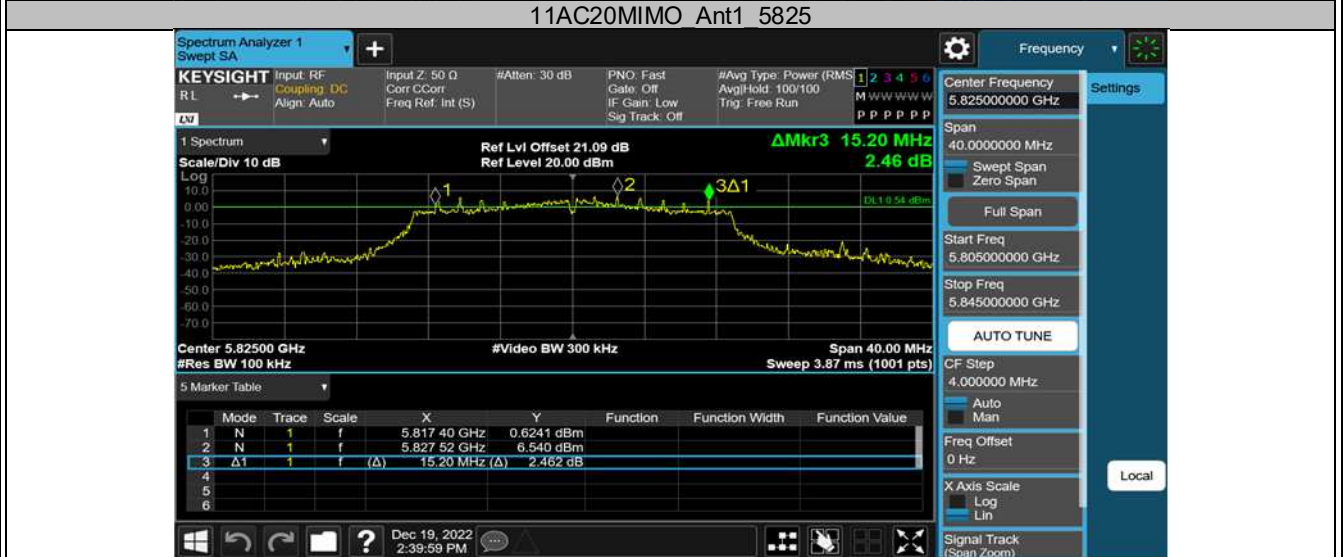 11AC20MIMO_Ant1_5825
Spectrum Analyzer 1
Swept SA
+
Frequency
KEYSIGHT
RL
LXI
Input: RF
Coupling: DC
Align: Auto
Input Z: 50 Ω
Corr CCorr
Freq Ref: Int (S)
#Atten: 30 dB
PNO: Fast
Gate: Off
IF Gain: Low
Sig Track: Off
#Avg Type: Power (RMS
Avg|Hold: 100/100
Trig: Free Run
1 2 3 4 5 6
M W W W W W
P P P P P P
Center Frequency
5.825000000 GHz
Settings
1 Spectrum
Ref Lvl Offset 21.09 dB
ΔMkr3 15.20 MHz
Scale/Div 10 dB
Ref Level 20.00 dBm
2.46 dB
Log
10.0
0.00
-10.0
-20.0
-30.0
-40.0
-50.0
-60.0
-70.0
1
2
3Δ1
DL1 0.54 dBm
Center 5.82500 GHz
#Video BW 300 kHz
Span 40.00 MHz
#Res BW 100 kHz
Sweep 3.87 ms (1001 pts)
Span
40.0000000 MHz
Swept Span
Zero Span
Full Span
Start Freq
5.805000000 GHz
Stop Freq
5.845000000 GHz
AUTO TUNE
CF Step
4.000000 MHz
Auto
Man
Freq Offset
0 Hz
X Axis Scale
Log
Lin
Signal Track
(Span Zoom)
Local
5 Marker Table
Mode Trace Scale X Y Function Function Width Function Value
1 N 1 f 5.817 40 GHz 0.6241 dBm
2 N 1 f 5.827 52 GHz 6.540 dBm
3 Δ1 1 f (Δ) 15.20 MHz (Δ) 2.462 dB
4
5
6
?
Dec 19, 2022
2:39:59 PM